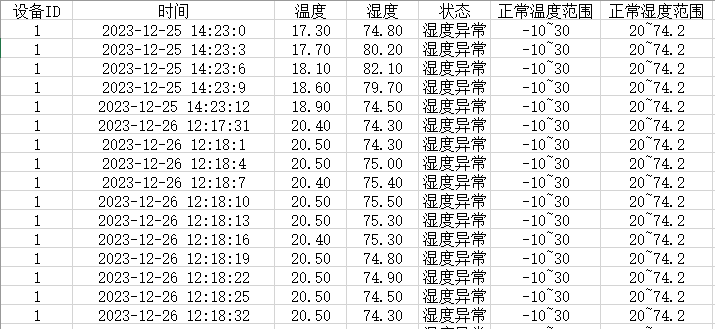 设备ID 时间 温度 湿度 状态 正常温度范围 正常湿度范围
1 2023-12-25 14:23:0 17.30 74.80 湿度异常 -10~30 20~74.2
1 2023-12-25 14:23:3 17.70 80.20 湿度异常 -10~30 20~74.2
1 2023-12-25 14:23:6 18.10 82.10 湿度异常 -10~30 20~74.2
1 2023-12-25 14:23:9 18.60 79.70 湿度异常 -10~30 20~74.2
1 2023-12-25 14:23:12 18.90 74.50 湿度异常 -10~30 20~74.2
1 2023-12-26 12:17:31 20.40 74.30 湿度异常 -10~30 20~74.2
1 2023-12-26 12:18:1 20.50 74.30 湿度异常 -10~30 20~74.2
1 2023-12-26 12:18:4 20.50 75.00 湿度异常 -10~30 20~74.2
1 2023-12-26 12:18:7 20.40 75.40 湿度异常 -10~30 20~74.2
1 2023-12-26 12:18:10 20.50 75.50 湿度异常 -10~30 20~74.2
1 2023-12-26 12:18:13 20.50 75.30 湿度异常 -10~30 20~74.2
1 2023-12-26 12:18:16 20.40 75.30 湿度异常 -10~30 20~74.2
1 2023-12-26 12:18:19 20.50 74.80 湿度异常 -10~30 20~74.2
1 2023-12-26 12:18:22 20.50 74.90 湿度异常 -10~30 20~74.2
1 2023-12-26 12:18:25 20.50 74.50 湿度异常 -10~30 20~74.2
1 2023-12-26 12:18:32 20.50 74.30 湿度异常 -10~30 20~74.2